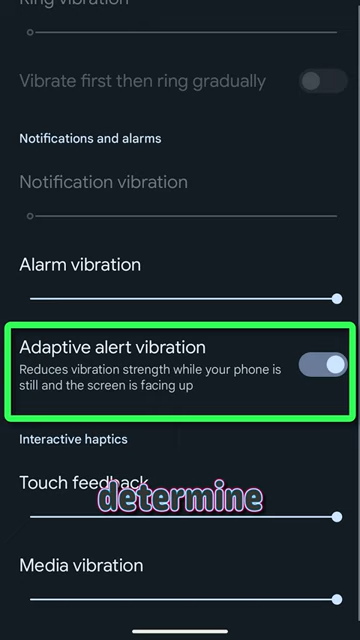 Ring vibration
Vibrate first then ring gradually
Notifications and alarms
Notification vibration
Alarm vibration
Adaptive alert vibration
Reduces vibration strength while your phone is
still and the screen is facing up
Interactive haptics
Touch feedback
determine
Media vibration